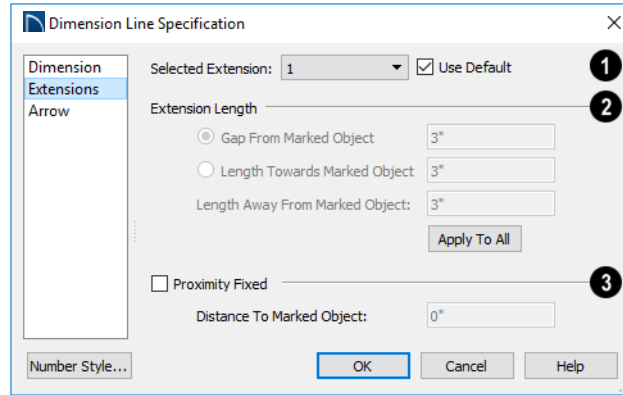 Dimension Line Specification
Dimension
Extensions
Arrow
Selected Extension: 1 Use Default 1
Extension Length 2
Gap From Marked Object 3"
Length Towards Marked Object 3"
Length Away From Marked Object: 3"
Apply To All
Proximity Fixed 3
Distance To Marked Object: 0"
Number Style... OK Cancel Help